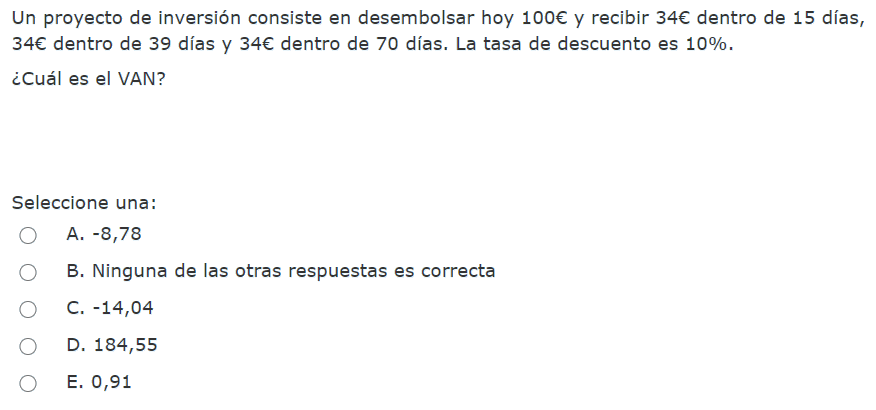 Un proyecto de inversión consiste en desembolsar hoy 100€ y recibir 34€ dentro de 15 días,
34€ dentro de 39 días y 34€ dentro de 70 días. La tasa de descuento es 10%.
¿Cuál es el VAN?
Seleccione una:
A. -8,78
B. Ninguna de las otras respuestas es correcta
C. -14,04
D. 184,55
E. 0,91